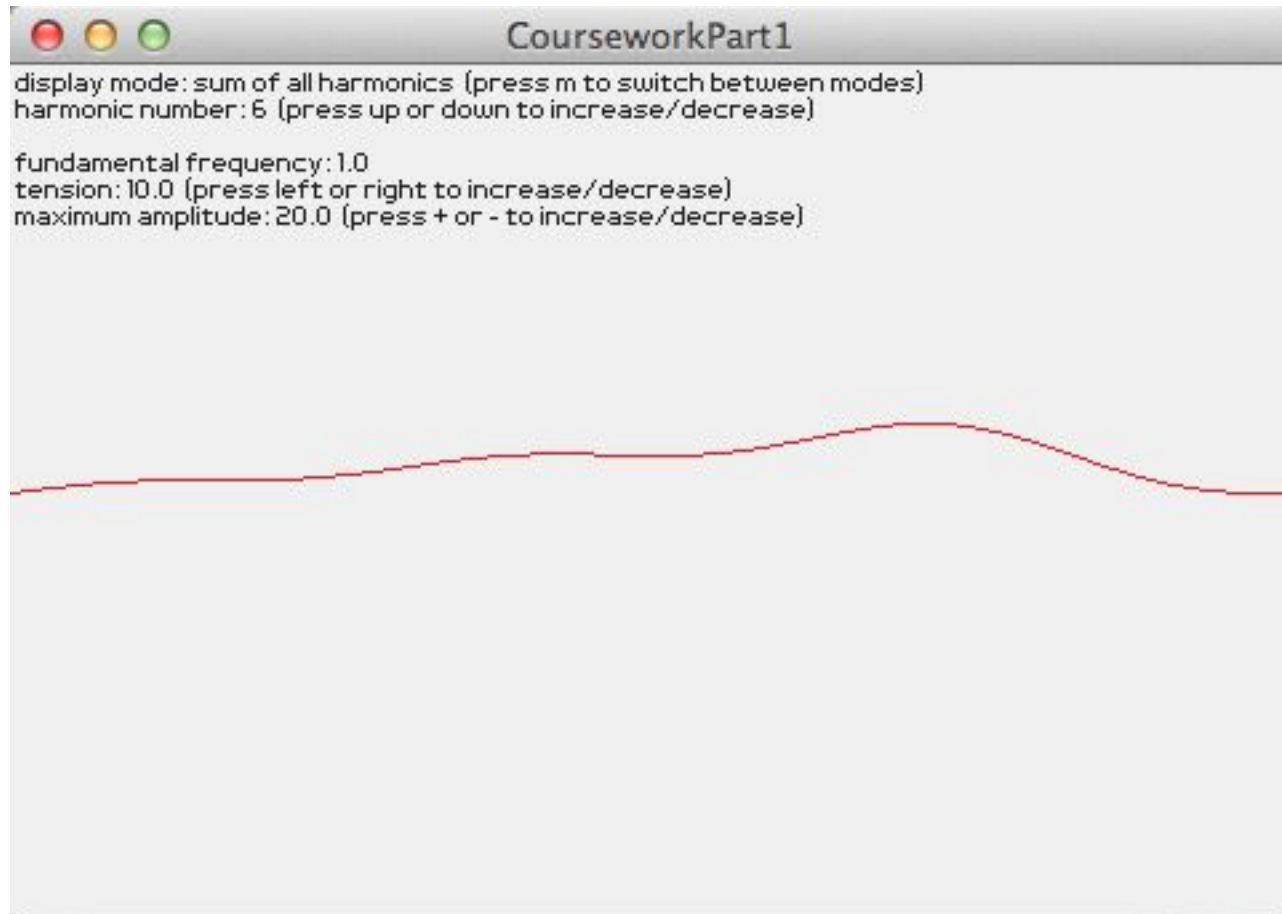 CourseworkPart1
display mode: sum of all harmonics (press m to switch between modes)
harmonic number: 6 (press up or down to increase/decrease)
fundamental frequency: 1.0
tension: 10.0 (press left or right to increase/decrease)
maximum amplitude: 20.0 (press + or - to increase/decrease)